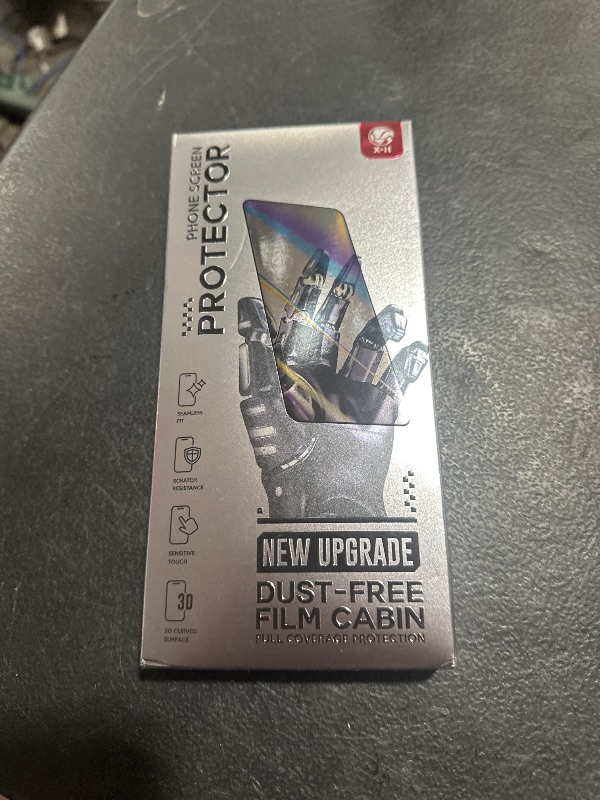 X-it
PHONE SCREEN
PROTECTOR
SEAMLESS
FIT
SCRATCH
RESISTANCE
SENSITIVE
TOUCH
3D
3D CURVED
SURFACE
NEW UPGRADE
DUST-FREE
FILM CABIN
FULL COVERAGE PROTECTION